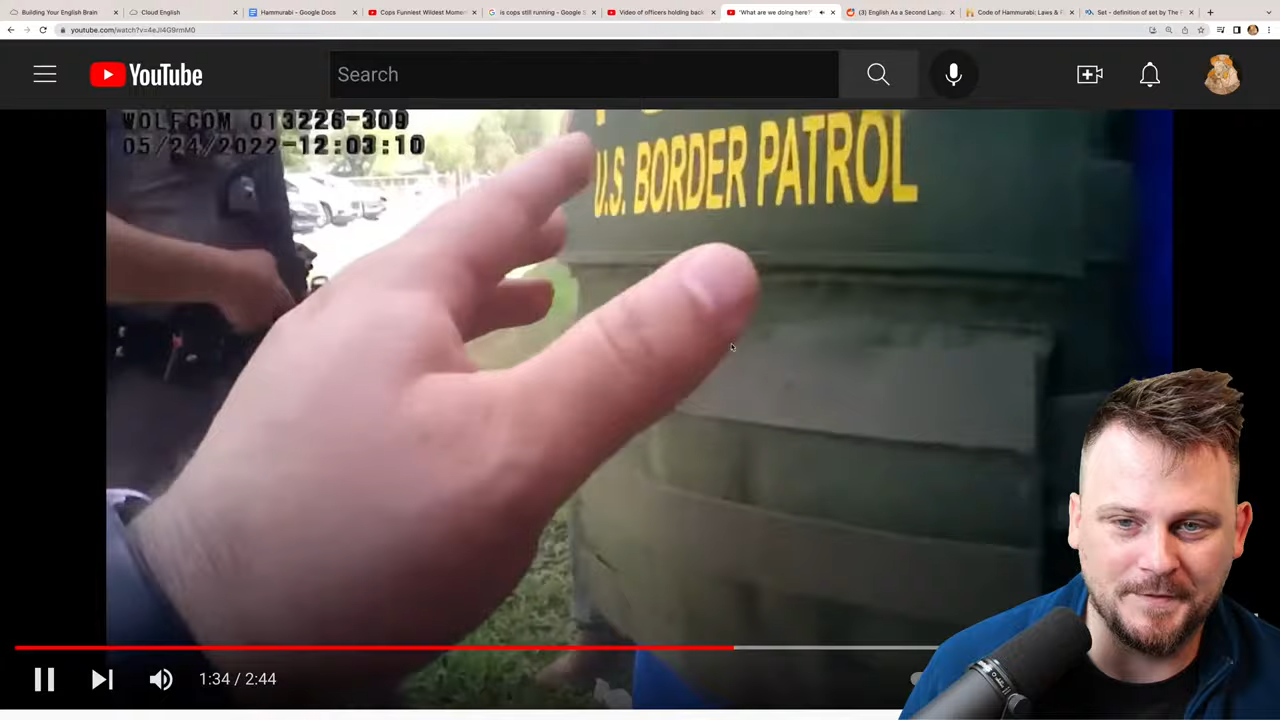 Building Your English Brain
Cloud English
Hammurabi - Google Docs
Cops Funniest Wildest Mome
is cops still running - Google S
Video of officers holding back
"What are we doing here?"
(3) English As a Second Lang
Code of Hammurabi: Laws & F
Set - definition of set by The F
youtube.com/watch?v=4eJI4G9rmM0
YouTube
Search
WOLFCOM 013226-309
05/24/2022-12:03:10
U.S. BORDER PATROL
1:34 / 2:44